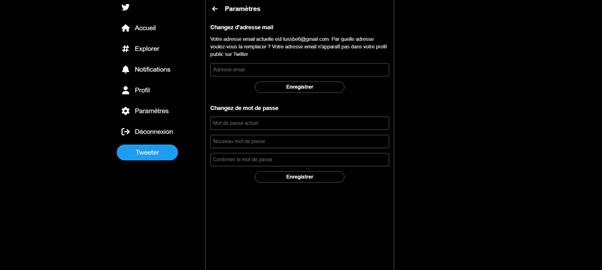 Paramètres
Accueil
Explorer
Notifications
Profil
Paramètres
Déconnexion
Tweeter
Changez d'adresse mail
Votre adresse email actuelle est tussbe6@gmail.com. Par quelle adresse
voulez-vous la remplacer ? Votre adresse email n'apparaît pas dans votre profil
public sur Twitter
Adresse email
Enregistrer
Changez de mot de passe
Mot de passe actuel
Nouveau mot de passe
Confirmer le mot de passe
Enregistrer